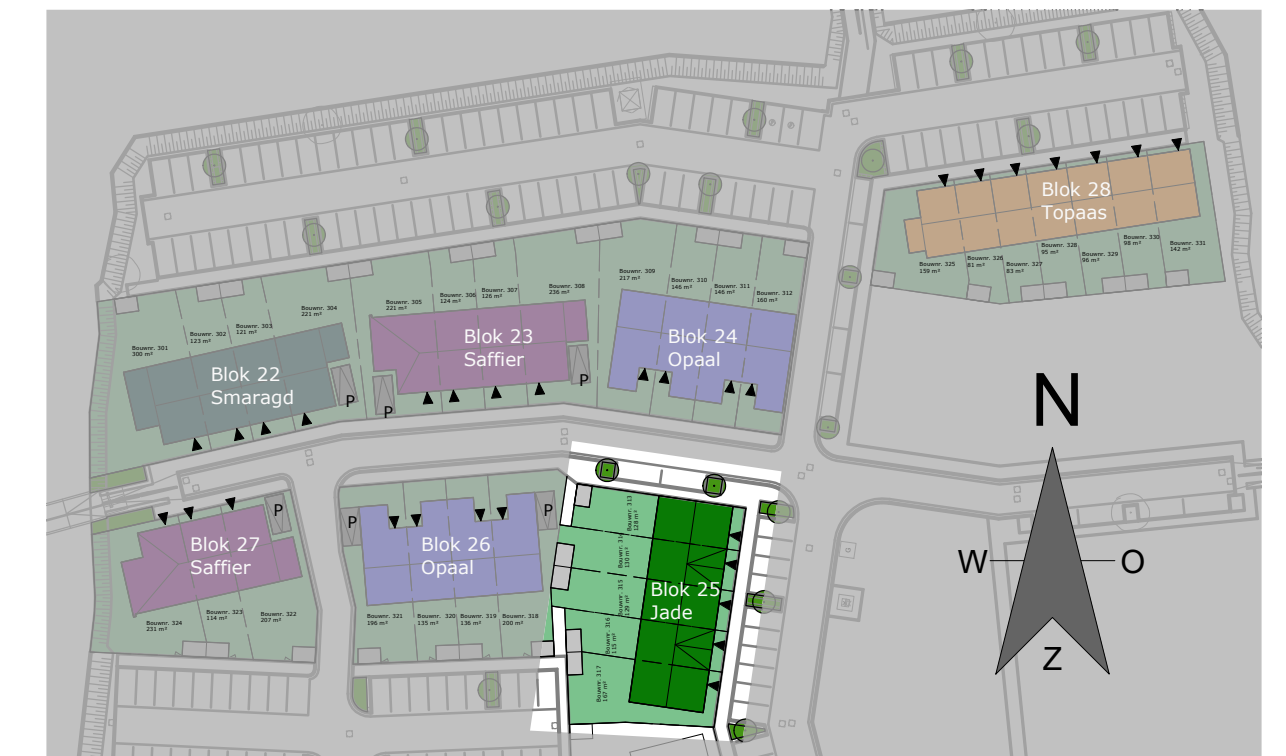 Blok 28
Topaas
Bouwnr. 325
159 m²
Bouwnr. 326
81 m²
Bouwnr. 327
83 m²
Bouwnr. 328
95 m²
Bouwnr. 329
96 m²
Bouwnr. 330
98 m²
Bouwnr. 331
142 m²
Bouwnr. 301
300 m²
Bouwnr. 302
123 m²
Bouwnr. 303
121 m²
Bouwnr. 304
221 m²
Blok 22
Smaragd
P
Bouwnr. 305
221 m²
Bouwnr. 306
124 m²
Bouwnr. 307
126 m²
Bouwnr. 308
236 m²
Blok 23
Saffier
P
P
Bouwnr. 309
217 m²
Bouwnr. 310
146 m²
Bouwnr. 311
146 m²
Bouwnr. 312
160 m²
Blok 24
Opaal
N
W
O
Z
P
Blok 27
Saffier
Bouwnr. 324
231 m²
Bouwnr. 323
114 m²
Bouwnr. 322
207 m²
P
P
Blok 26
Opaal
Bouwnr. 321
196 m²
Bouwnr. 320
135 m²
Bouwnr. 319
136 m²
Bouwnr. 318
200 m²
Bouwnr. 313
128 m²
Bouwnr. 314
130 m²
Bouwnr. 315
129 m²
Bouwnr. 316
115 m²
Bouwnr. 317
167 m²
Blok 25
Jade